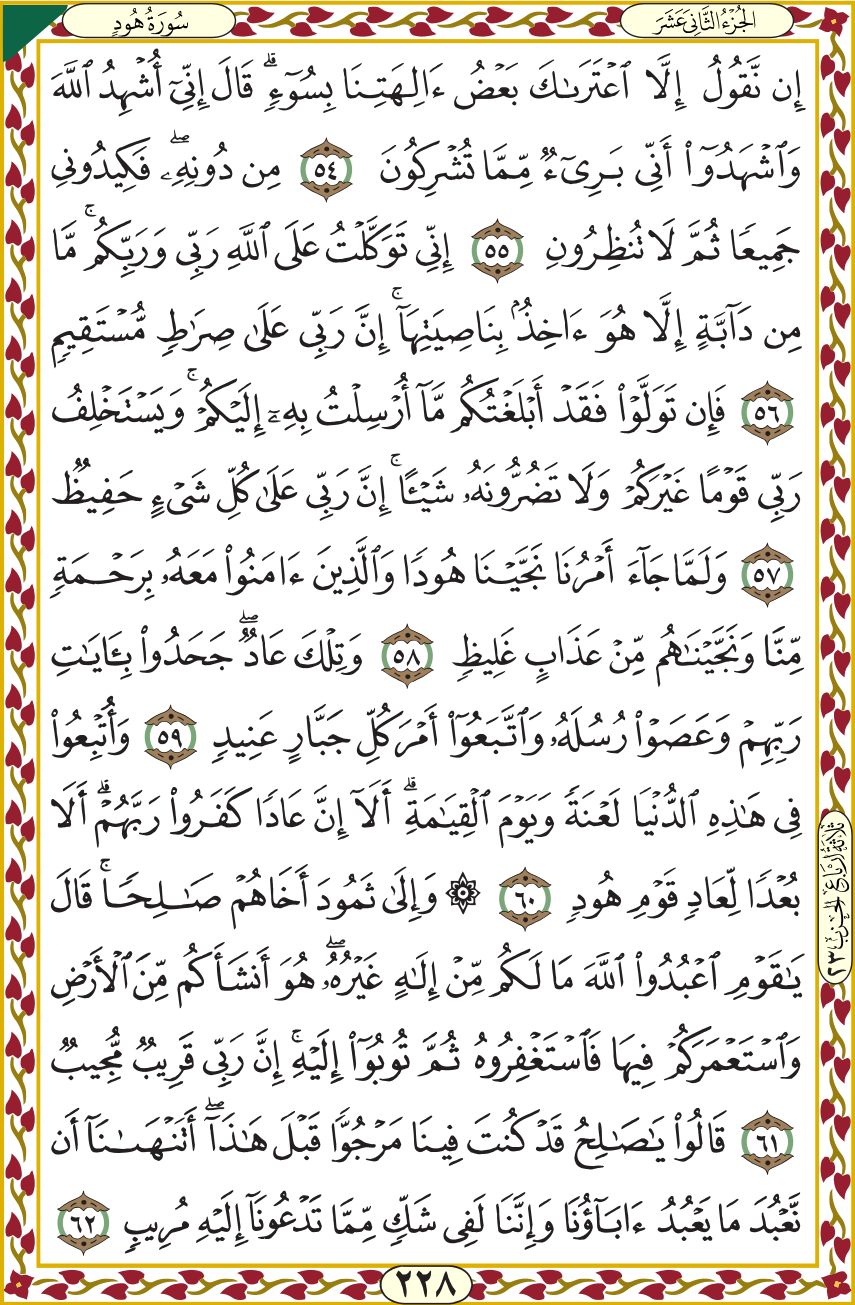 الجُزْءُ الثَّانِي عَشَرَ
سُورَةُ هُودٍ
إِن نَّقُولُ إِلَّا ٱعْتَرَىٰكَ بَعْضُ ءَالِهَتِنَا بِسُوٓءٍۗ قَالَ إِنِّىٓ أُشْهِدُ ٱللَّهَ
وَٱشْهَدُوٓا۟ أَنِّى بَرِىٓءٌ مِّمَّا تُشْرِكُونَ ٥٤ مِن دُونِهِۦۖ فَكِيدُونِى
جَمِيعًا ثُمَّ لَا تُنظِرُونِ ٥٥ إِنِّى تَوَكَّلْتُ عَلَى ٱللَّهِ رَبِّى وَرَبِّكُمۚ مَّا
مِن دَآبَّةٍ إِلَّا هُوَ ءَاخِذٌۢ بِنَاصِيَتِهَآۚ إِنَّ رَبِّى عَلَىٰ صِرَٰطٍ مُّسْتَقِيمٍ
٥٦ فَإِن تَوَلَّوْا۟ فَقَدْ أَبْلَغْتُكُم مَّآ أُرْسِلْتُ بِهِۦٓ إِلَيْكُمْۚ وَيَسْتَخْلِفُ
رَبِّى قَوْمًا غَيْرَكُمْ وَلَا تَضُرُّونَهُۥ شَيْـًٔاۚ إِنَّ رَبِّى عَلَىٰ كُلِّ شَىْءٍ حَفِيظٌ
٥٧ وَلَمَّا جَآءَ أَمْرُنَا نَجَّيْنَا هُودًا وَٱلَّذِينَ ءَامَنُوا۟ مَعَهُۥ بِرَحْمَةٍ
مِّنَّا وَنَجَّيْنَٰهُم مِّنْ عَذَابٍ غَلِيظٍ ٥٨ وَتِلْكَ عَادٌۖ جَحَدُوا۟ بِـَٔايَٰتِ
رَبِّهِمْ وَعَصَوْا۟ رُسُلَهُۥ وَٱتَّبَعُوٓا۟ أَمْرَ كُلِّ جَبَّارٍ عَنِيدٍ ٥٩ وَأُتْبِعُوا۟
فِى هَٰذِهِ ٱلدُّنْيَا لَعْنَةً وَيَوْمَ ٱلْقِيَٰمَةِۗ أَلَآ إِنَّ عَادًا كَفَرُوا۟ رَبَّهُمْۗ أَلَا
بُعْدًا لِّعَادٍ قَوْمِ هُودٍ ٦٠ ۞ وَإِلَىٰ ثَمُودَ أَخَاهُمْ صَٰلِحًاۚ قَالَ
يَٰقَوْمِ ٱعْبُدُوا۟ ٱللَّهَ مَا لَكُم مِّنْ إِلَٰهٍ غَيْرُهُۥۖ هُوَ أَنشَأَكُم مِّنَ ٱلْأَرْضِ
وَٱسْتَعْمَرَكُمْ فِيهَا فَٱسْتَغْفِرُوهُ ثُمَّ تُوبُوٓا۟ إِلَيْهِۚ إِنَّ رَبِّى قَرِيبٌ مُّجِيبٌ
٦١ قَالُوا۟ يَٰصَٰلِحُ قَدْ كُنتَ فِينَا مَرْجُوًّا قَبْلَ هَٰذَآۖ أَتَنْهَىٰنَآ أَن
نَّعْبُدَ مَا يَعْبُدُ ءَابَآؤُنَا وَإِنَّنَا لَفِى شَكٍّ مِّمَّا تَدْعُونَآ إِلَيْهِ مُرِيبٍ ٦٢
ثلاثة أرباع الحزب ٢٣
٢٢٨